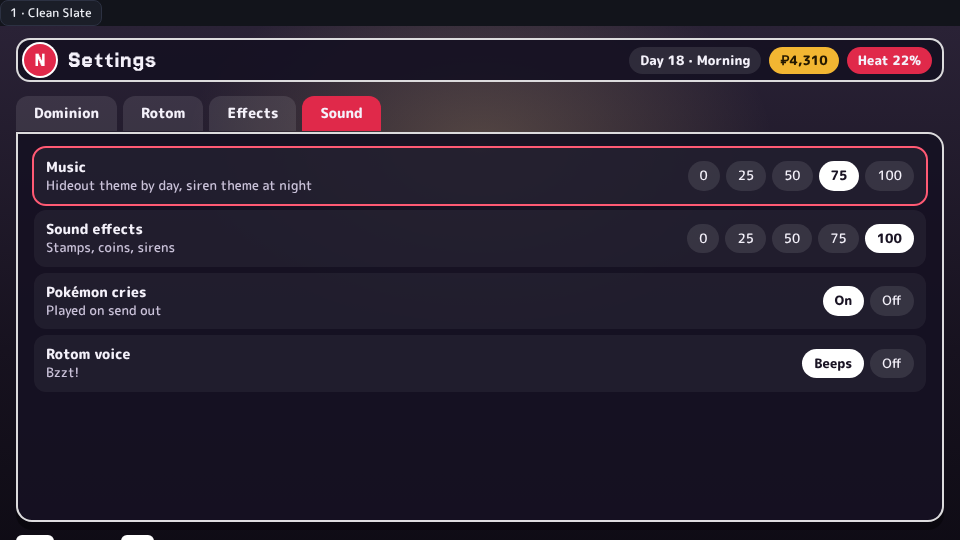 1 · Clean Slate
N
Settings
Day 18 · Morning
₽4,310
Heat 22%
Dominion
Rotom
Effects
Sound
Music
Hideout theme by day, siren theme at night
0 25 50 75 100
Sound effects
Stamps, coins, sirens
0 25 50 75 100
Pokémon cries
Played on send out
On Off
Rotom voice
Bzzt!
Beeps Off